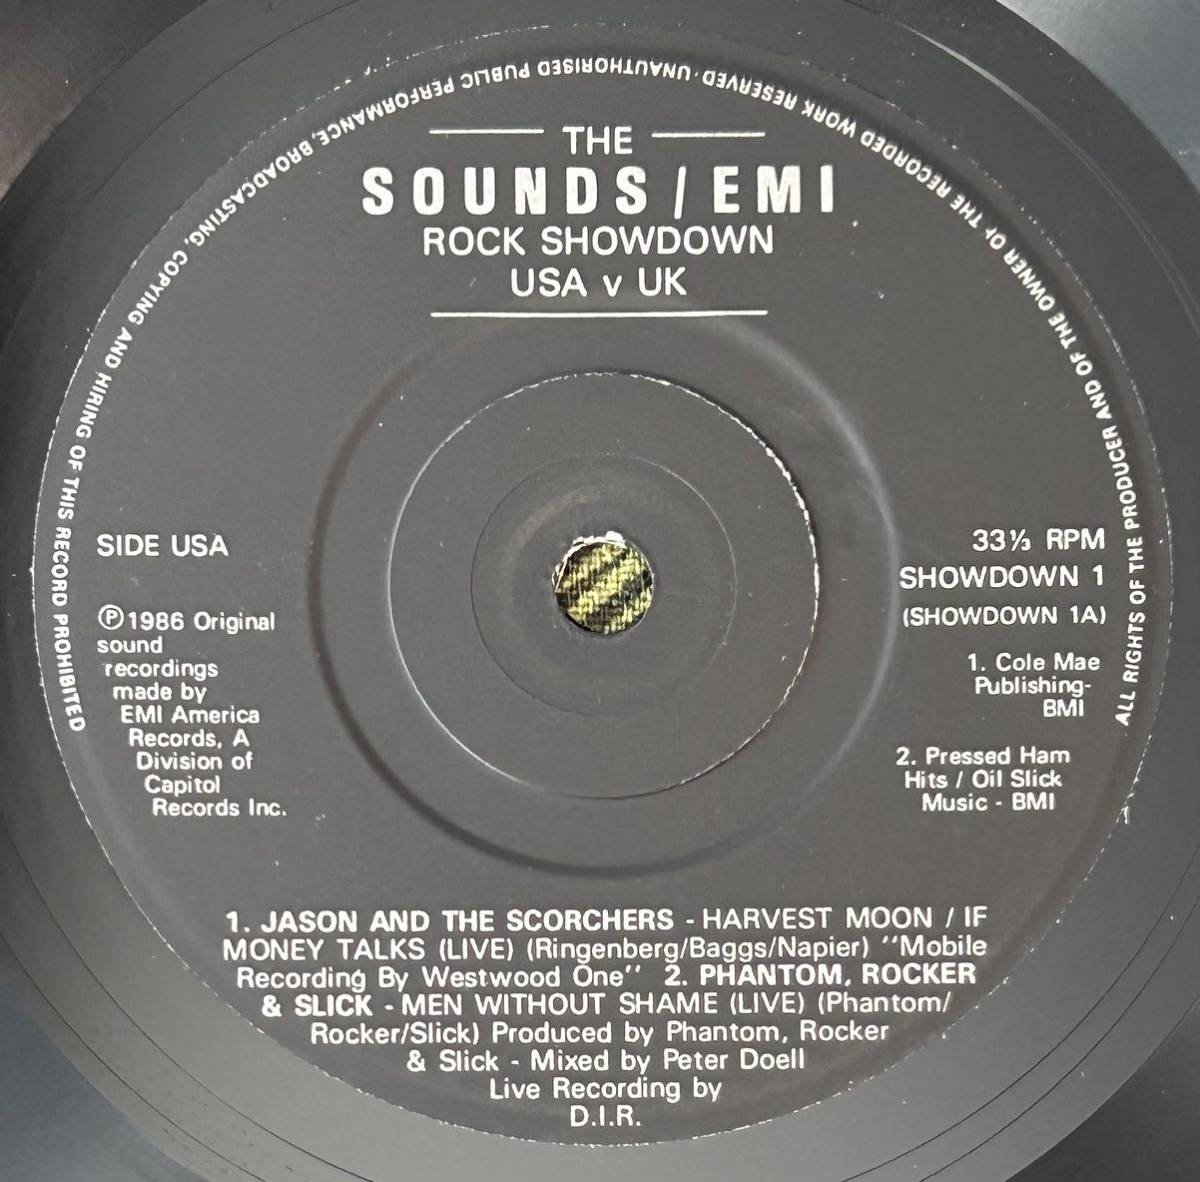 ALL RIGHTS OF THE PRODUCER AND OF THE OWNER OF THE RECORDED WORK RESERVED · UNAUTHORISED PUBLIC PERFORMANCE, BROADCASTING, COPYING AND HIRING OF THIS RECORD PROHIBITED
THE
SOUNDS / EMI
ROCK SHOWDOWN
USA v UK
SIDE USA
℗1986 Original
sound
recordings
made by
EMI America
Records, A
Division of
Capitol
Records Inc.
33⅓ RPM
SHOWDOWN 1
(SHOWDOWN 1A)
1. Cole Mae
Publishing-
BMI
2. Pressed Ham
Hits / Oil Slick
Music - BMI
1. JASON AND THE SCORCHERS - HARVEST MOON / IF
MONEY TALKS (LIVE) (Ringenberg/Baggs/Napier) "Mobile
Recording By Westwood One" 2. PHANTOM, ROCKER
& SLICK - MEN WITHOUT SHAME (LIVE) (Phantom/
Rocker/Slick) Produced by Phantom, Rocker
& Slick - Mixed by Peter Doell
Live Recording by
D.I.R.